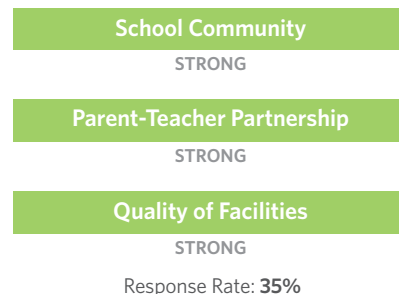 School Community
STRONG
Parent-Teacher Partnership
STRONG
Quality of Facilities
STRONG
Response Rate: 35%